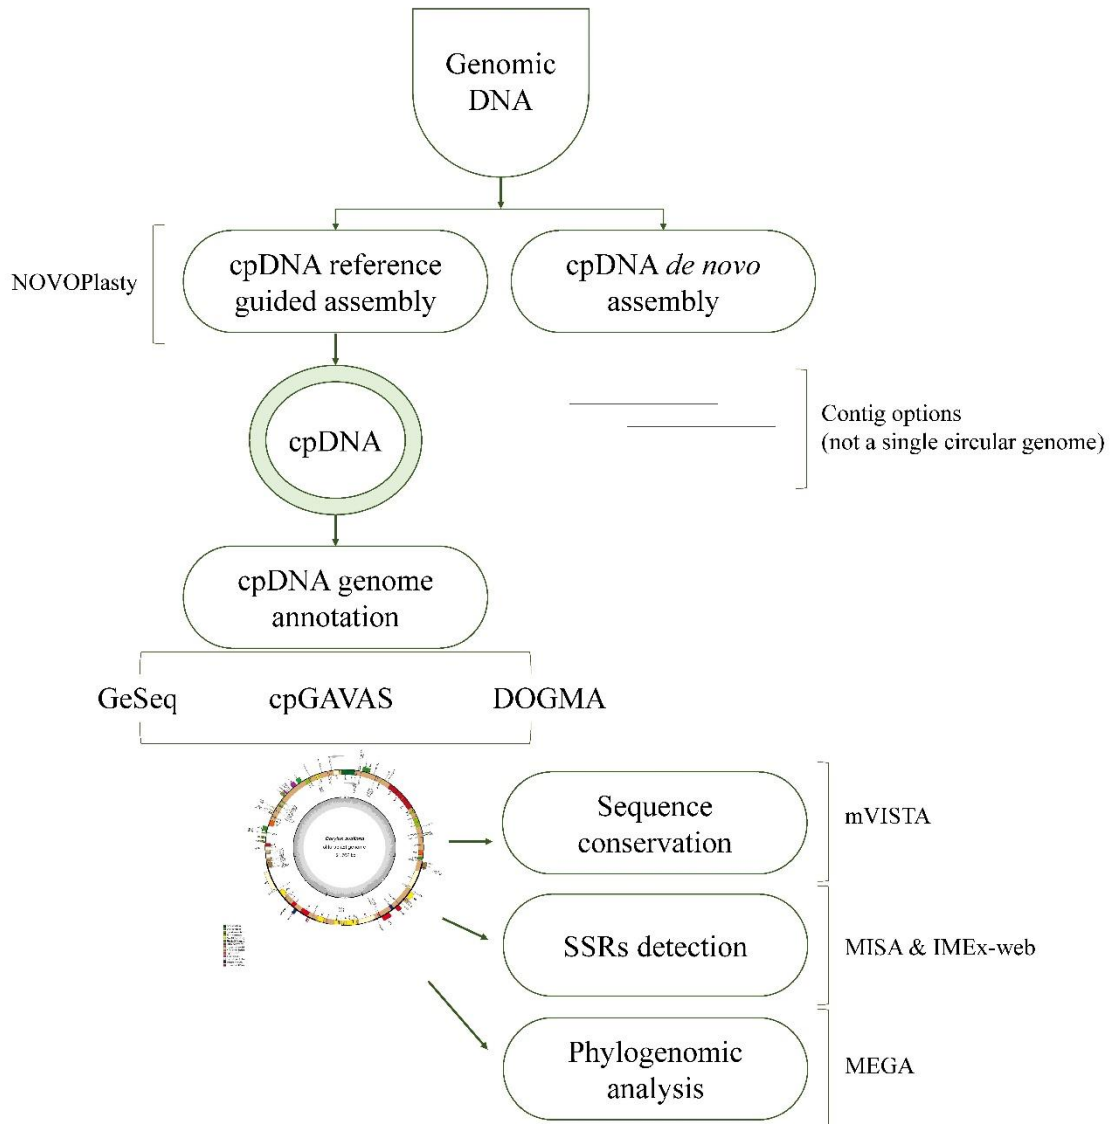 Genomic
DNA
NOVOPlasty
cpDNA reference
guided assembly
cpDNA de novo
assembly
cpDNA
Contig options
(not a single circular genome)
cpDNA genome
annotation
GeSeq
cpGAVAS
DOGMA
Sequence
conservation
mVISTA
SSRs detection
MISA & IMEx-web
Phylogenomic
analysis
MEGA